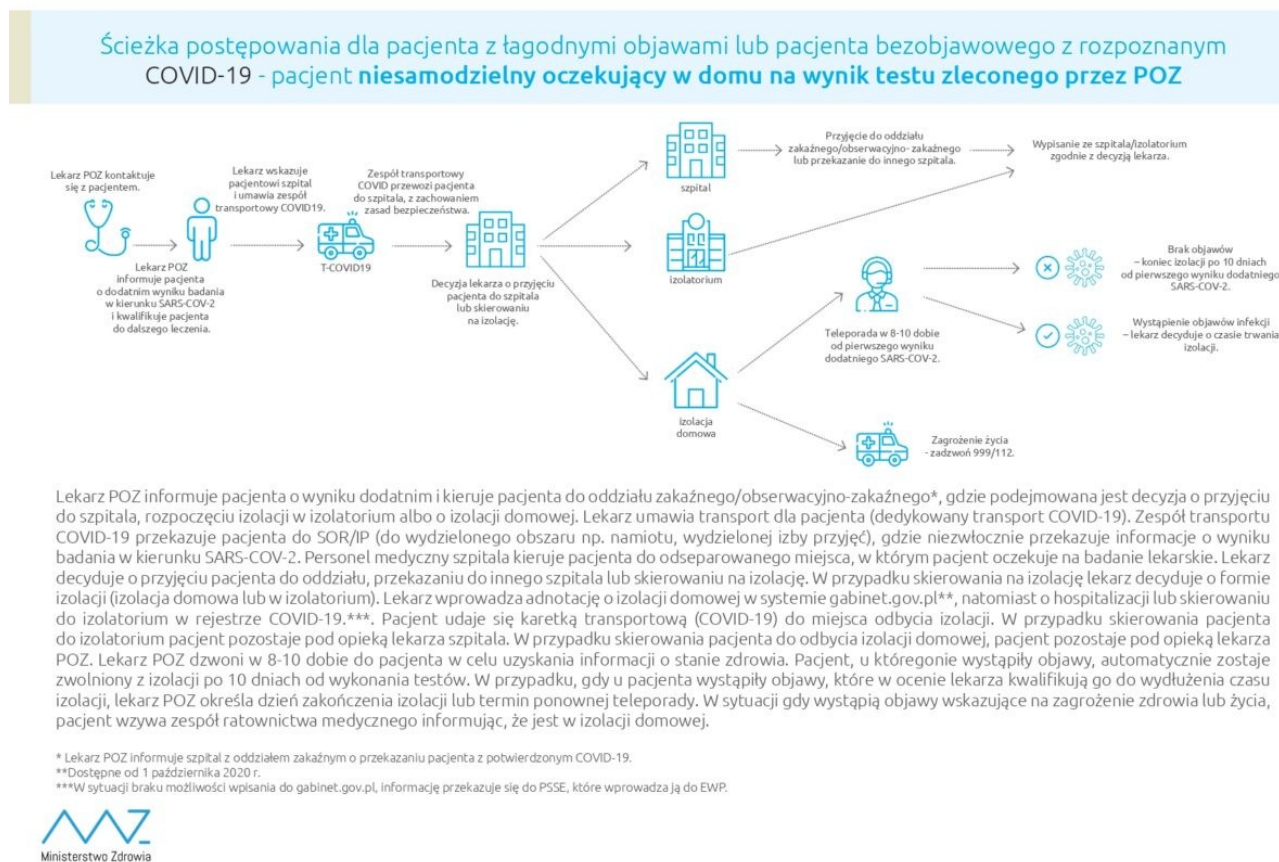 Ścieżka postępowania dla pacjenta z łagodnymi objawami lub pacjenta bezobjawowego z rozpoznanym
COVID-19 - pacjent niesamodzielny oczekujący w domu na wynik testu zleconego przez POZ
Lekarz POZ kontaktuje
się z pacjentem.
Lekarz POZ
informuje pacjenta
o dodatnim wyniku badania
w kierunku SARS-COV-2
i kwalifikuje pacjenta
do dalszego leczenia.
Lekarz wskazuje
pacjentowi szpital
i umawia zespół
transportowy COVID19.
T-COVID19
Zespół transportowy
COVID przewozi pacjenta
do szpitala, z zachowaniem
zasad bezpieczeństwa.
Decyzja lekarza o przyjęciu
pacjenta do szpitala
lub skierowaniu
na izolację.
szpital
Przyjęcie do oddziału
zakaźnego/obserwacyjno- zakaźnego
lub przekazanie do innego szpitala.
Wypisanie ze szpitala/izolatorium
zgodnie z decyzją lekarza.
izolatorium
izolacja
domowa
Teleporada w 8-10 dobie
od pierwszego wyniku
dodatniego SARS-COV-2.
Brak objawów
– koniec izolacji po 10 dniach
od pierwszego wyniku dodatniego
SARS-COV-2.
Wystąpienie objawów infekcji
– lekarz decyduje o czasie trwania
izolacji.
Zagrożenie życia
- zadzwoń 999/112.
Lekarz POZ informuje pacjenta o wyniku dodatnim i kieruje pacjenta do oddziału zakaźnego/obserwacyjno-zakaźnego*, gdzie podejmowana jest decyzja o przyjęciu
do szpitala, rozpoczęciu izolacji w izolatorium albo o izolacji domowej. Lekarz umawia transport dla pacjenta (dedykowany transport COVID-19). Zespół transportu
COVID-19 przekazuje pacjenta do SOR/IP (do wydzielonego obszaru np. namiotu, wydzielonej izby przyjęć), gdzie niezwłocznie przekazuje informacje o wyniku
badania w kierunku SARS-COV-2. Personel medyczny szpitala kieruje pacjenta do odseparowanego miejsca, w którym pacjent oczekuje na badanie lekarskie. Lekarz
decyduje o przyjęciu pacjenta do oddziału, przekazaniu do innego szpitala lub skierowaniu na izolację. W przypadku skierowania na izolację lekarz decyduje o formie
izolacji (izolacja domowa lub w izolatorium). Lekarz wprowadza adnotację o izolacji domowej w systemie gabinet.gov.pl**, natomiast o hospitalizacji lub skierowaniu
do izolatorium w rejestrze COVID-19.***. Pacjent udaje się karetką transportową (COVID-19) do miejsca odbycia izolacji. W przypadku skierowania pacjenta
do izolatorium pacjent pozostaje pod opieką lekarza szpitala. W przypadku skierowania pacjenta do odbycia izolacji domowej, pacjent pozostaje pod opieką lekarza
POZ. Lekarz POZ dzwoni w 8-10 dobie do pacjenta w celu uzyskania informacji o stanie zdrowia. Pacjent, u któregonie wystąpiły objawy, automatycznie zostaje
zwolniony z izolacji po 10 dniach od wykonania testów. W przypadku, gdy u pacjenta wystąpiły objawy, które w ocenie lekarza kwalifikują go do wydłużenia czasu
izolacji, lekarz POZ określa dzień zakończenia izolacji lub termin ponownej teleporady. W sytuacji gdy wystąpią objawy wskazujące na zagrożenie zdrowia lub życia,
pacjent wzywa zespół ratownictwa medycznego informując, że jest w izolacji domowej.
* Lekarz POZ informuje szpital z oddziałem zakaźnym o przekazaniu pacjenta z potwierdzonym COVID-19.
**Dostępne od 1 października 2020 r.
***W sytuacji braku możliwości wpisania do gabinet.gov.pl, informację przekazuje się do PSSE, które wprowadza ją do EWP.
Ministerstwo Zdrowia